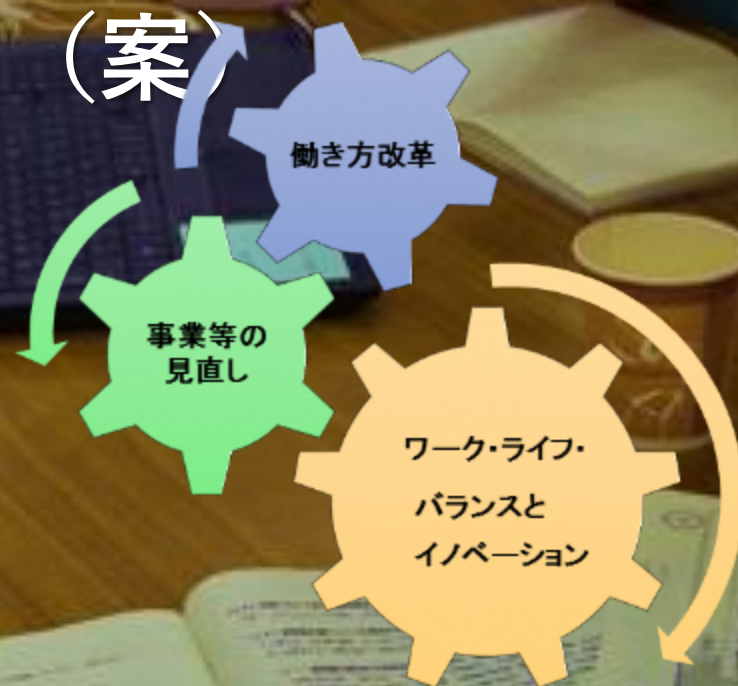 （案）
働き方改革
事業等の
見直し
ワーク・ライフ・
バランスと
イノベーション